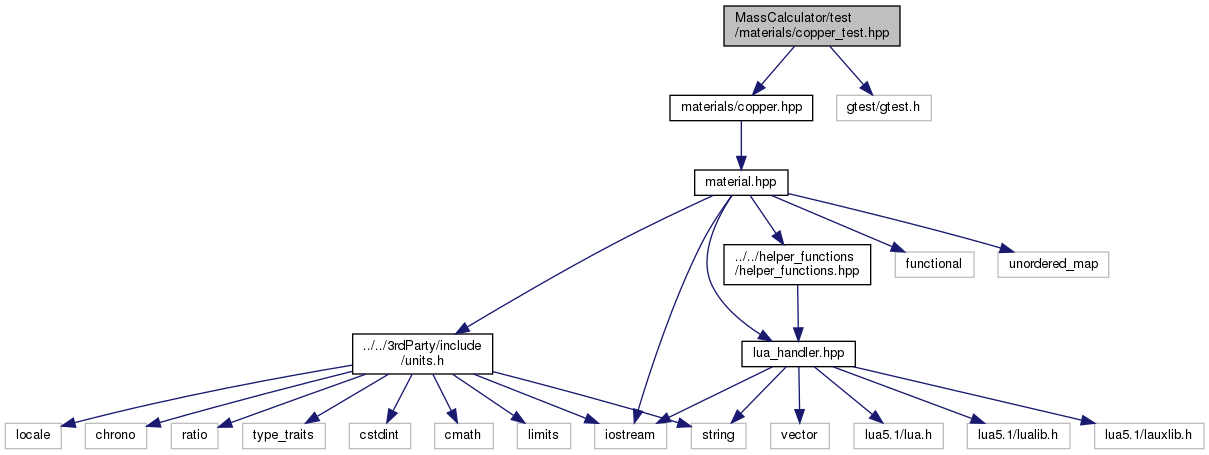 MassCalculator/test
/materials/copper_test.hpp
materials/copper.hpp
gtest/gtest.h
material.hpp
../../helper_functions
/helper_functions.hpp
functional
unordered_map
../../3rdParty/include
/units.h
lua_handler.hpp
locale
chrono
ratio
type_traits
cstdint
cmath
limits
iostream
string
vector
lua5.1/lua.h
lua5.1/lualib.h
lua5.1/lauxlib.h